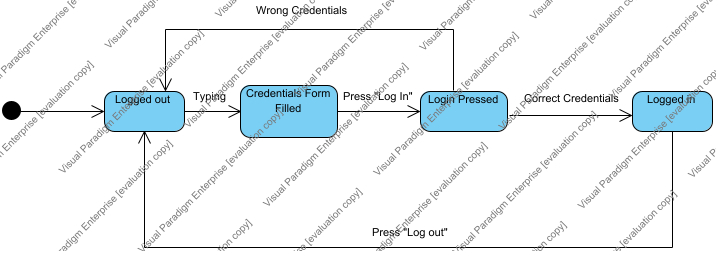 Wrong Credentials
Logged out
Typing
Credentials Form
Filled
Press "Log In"
Login Pressed
Correct Credentials
Logged in
Press "Log out"
Visual Paradigm Enterprise [evaluation copy]